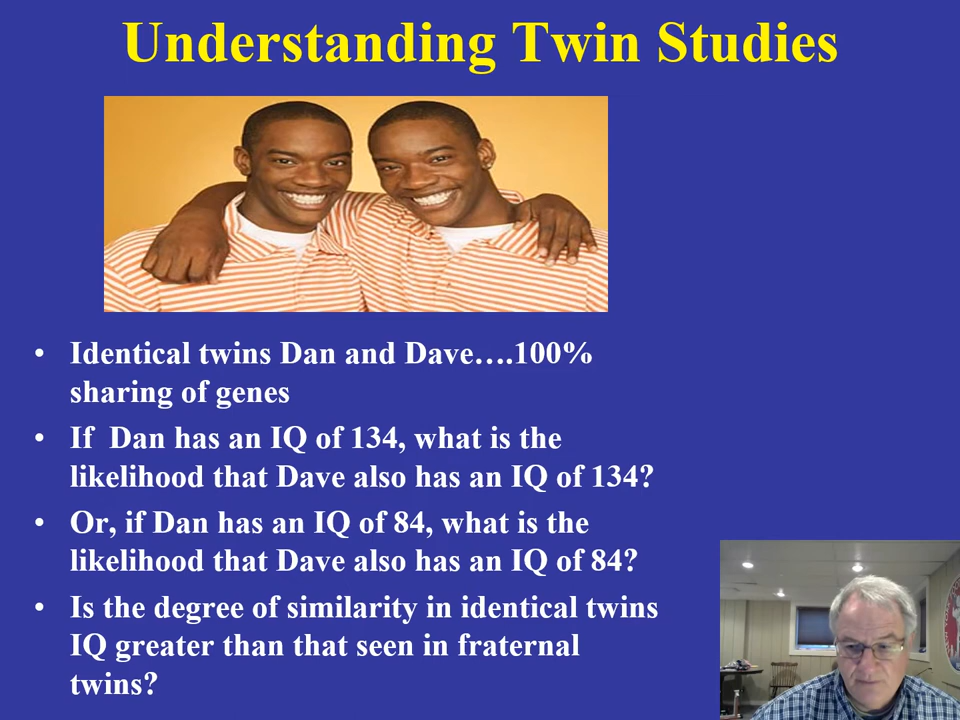 Understanding Twin Studies
• Identical twins Dan and Dave….100%
sharing of genes
• If  Dan has an IQ of 134, what is the
likelihood that Dave also has an IQ of 134?
• Or, if Dan has an IQ of 84, what is the
likelihood that Dave also has an IQ of 84?
• Is the degree of similarity in identical twins
IQ greater than that seen in fraternal
twins?